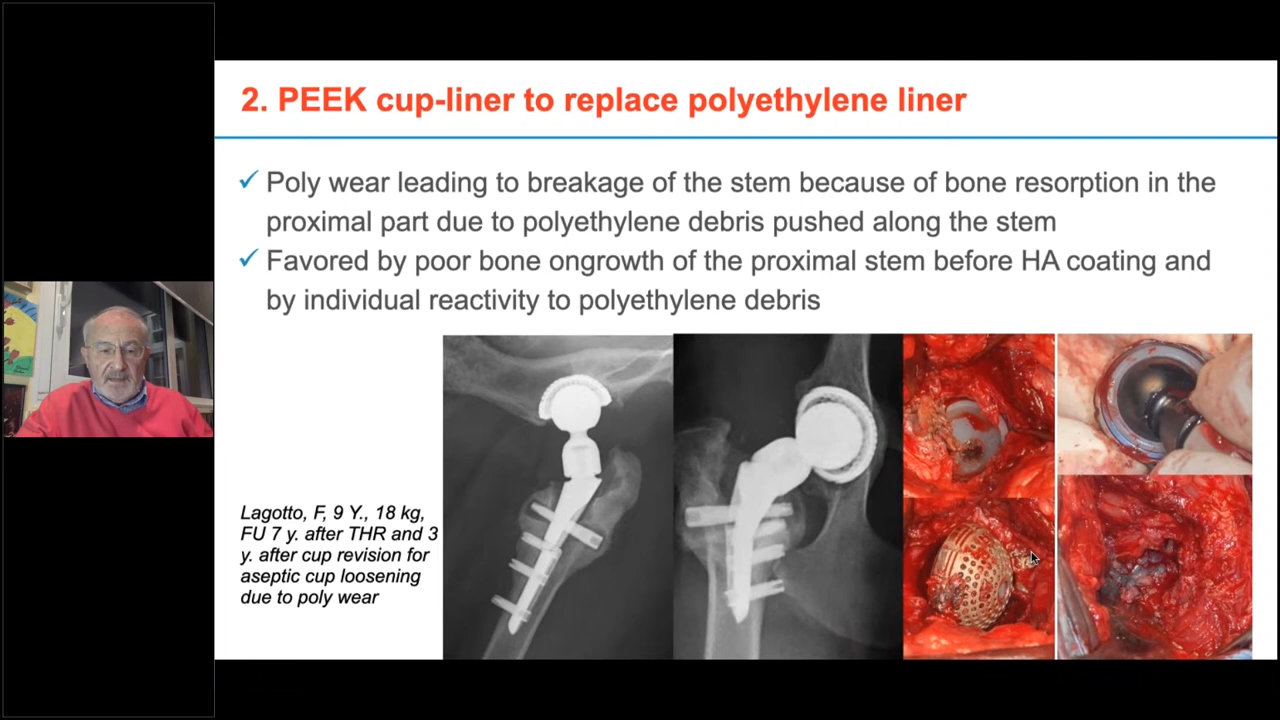 2. PEEK cup-liner to replace polyethylene liner
✓ Poly wear leading to breakage of the stem because of bone resorption in the
proximal part due to polyethylene debris pushed along the stem
✓ Favored by poor bone ongrowth of the proximal stem before HA coating and
by individual reactivity to polyethylene debris
Lagotto, F, 9 Y., 18 kg,
FU 7 y. after THR and 3
y. after cup revision for
aseptic cup loosening
due to poly wear